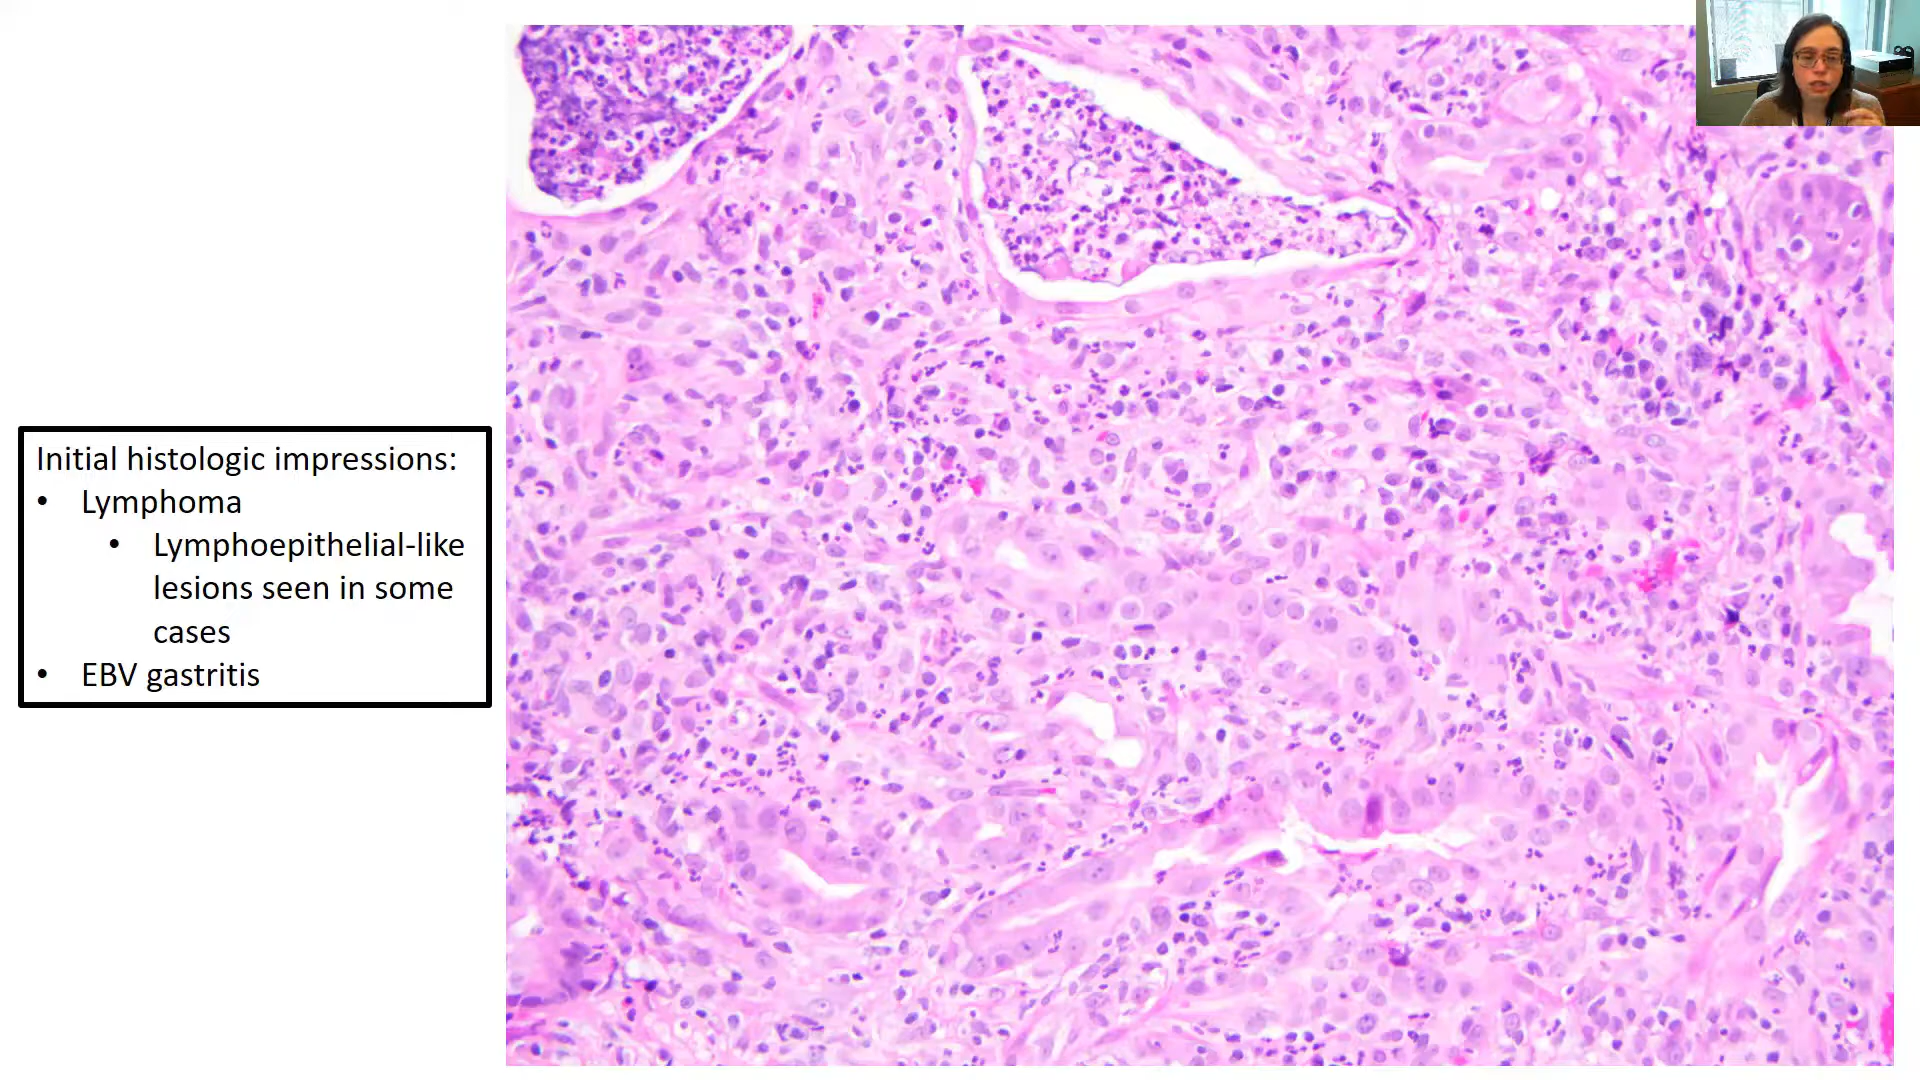 Initial histologic impressions:
• Lymphoma
• Lymphoepithelial-like
lesions seen in some
cases
• EBV gastritis